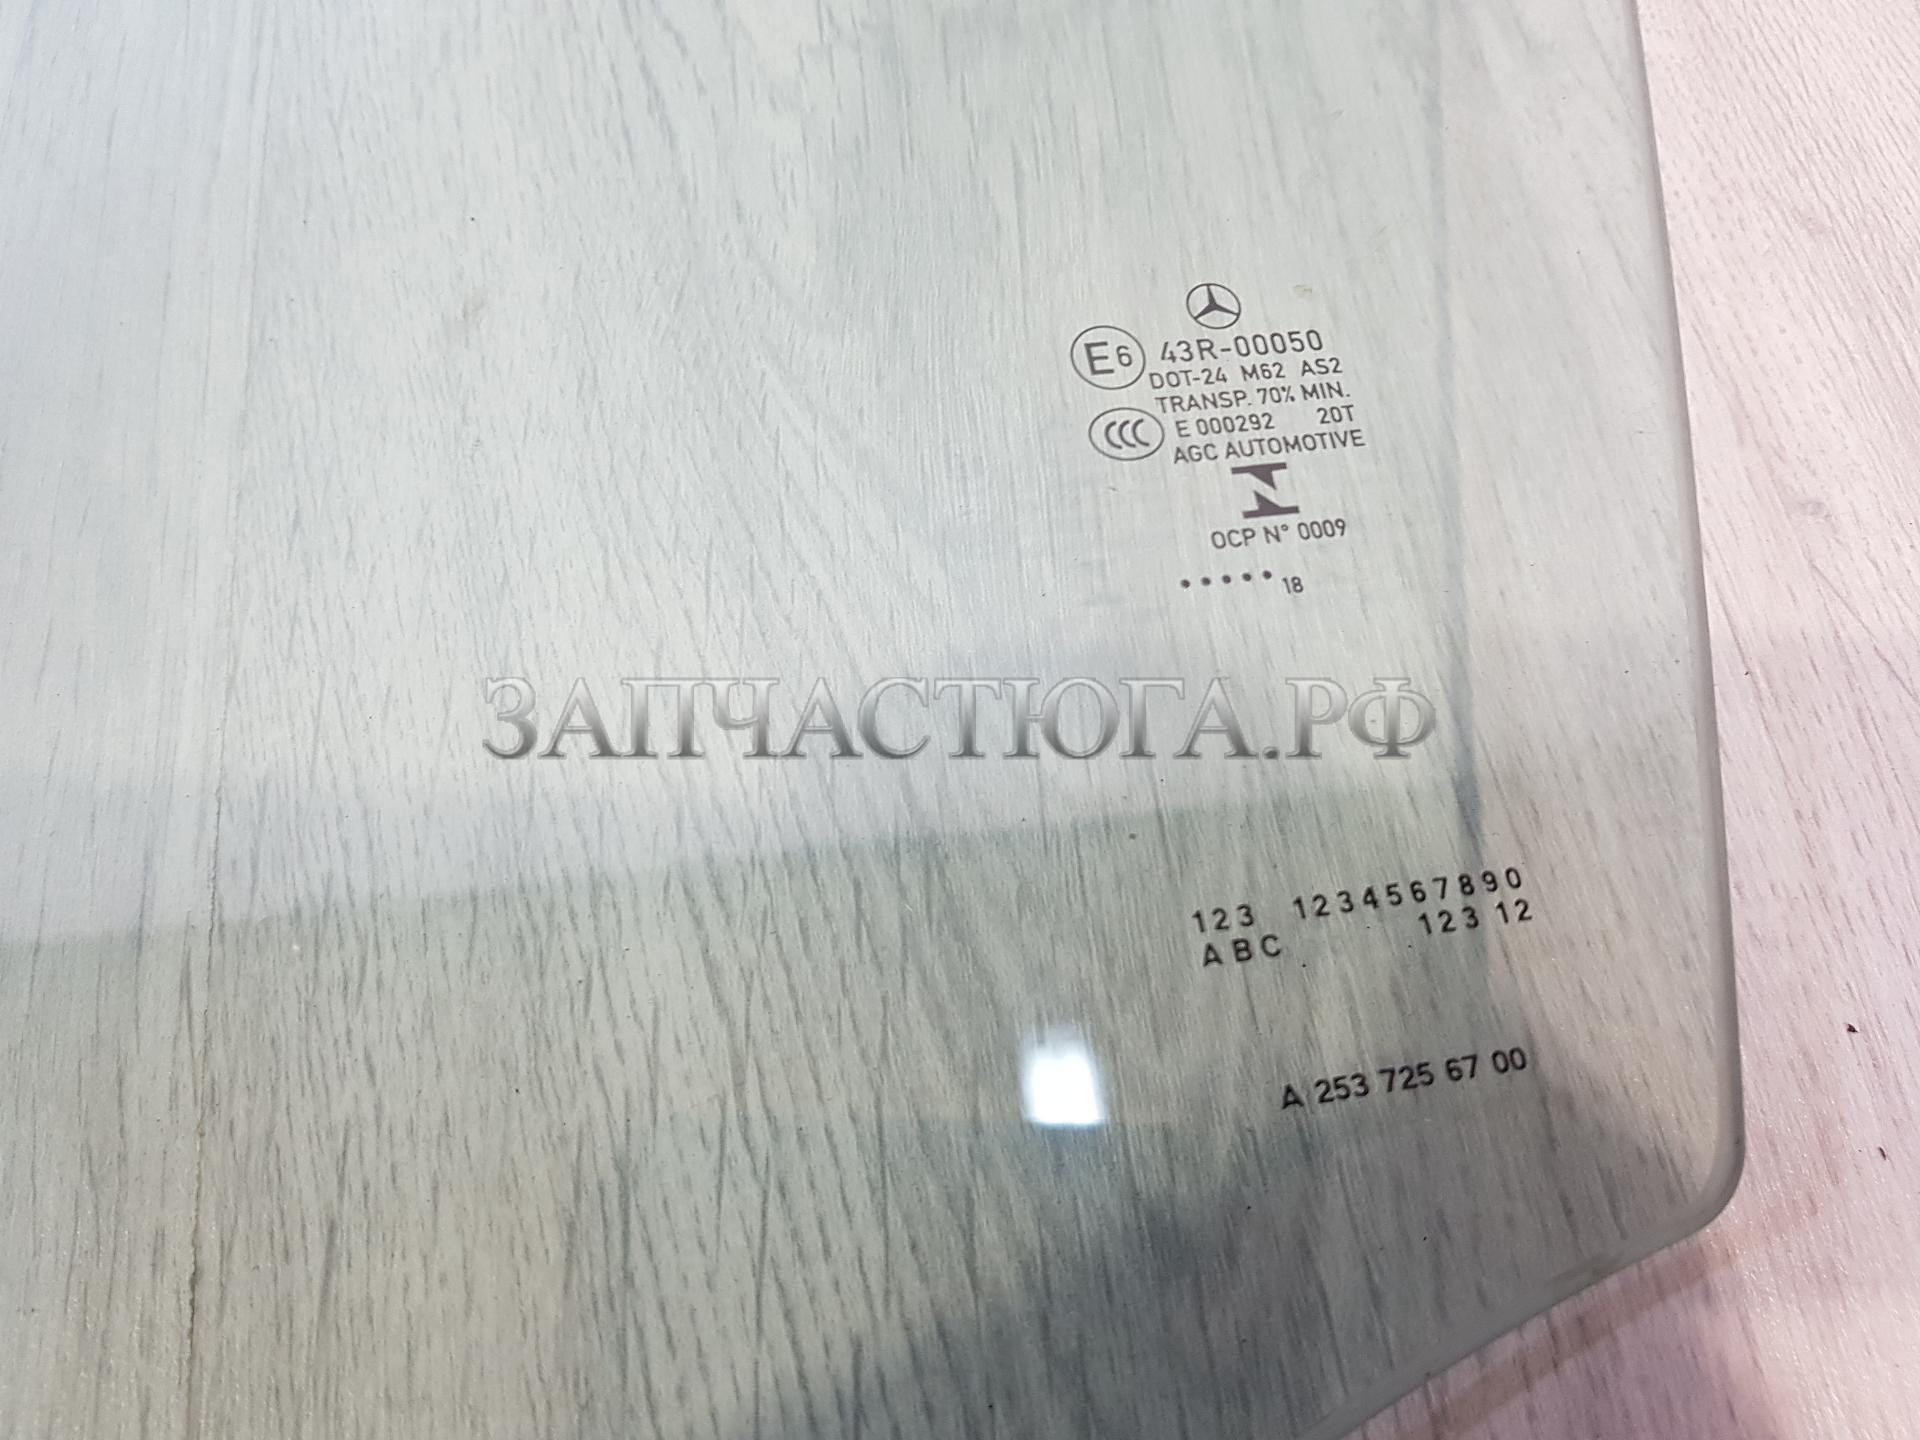 E6 43R-00050
DOT-24 M62 AS2
TRANSP. 70% MIN.
CCC E 000292 20T
AGC AUTOMOTIVE
OCP N° 0009
•••••18
ЗАПЧАСТЮГА.РФ
123 1234567890
ABC 123 12
A 253 725 67 00